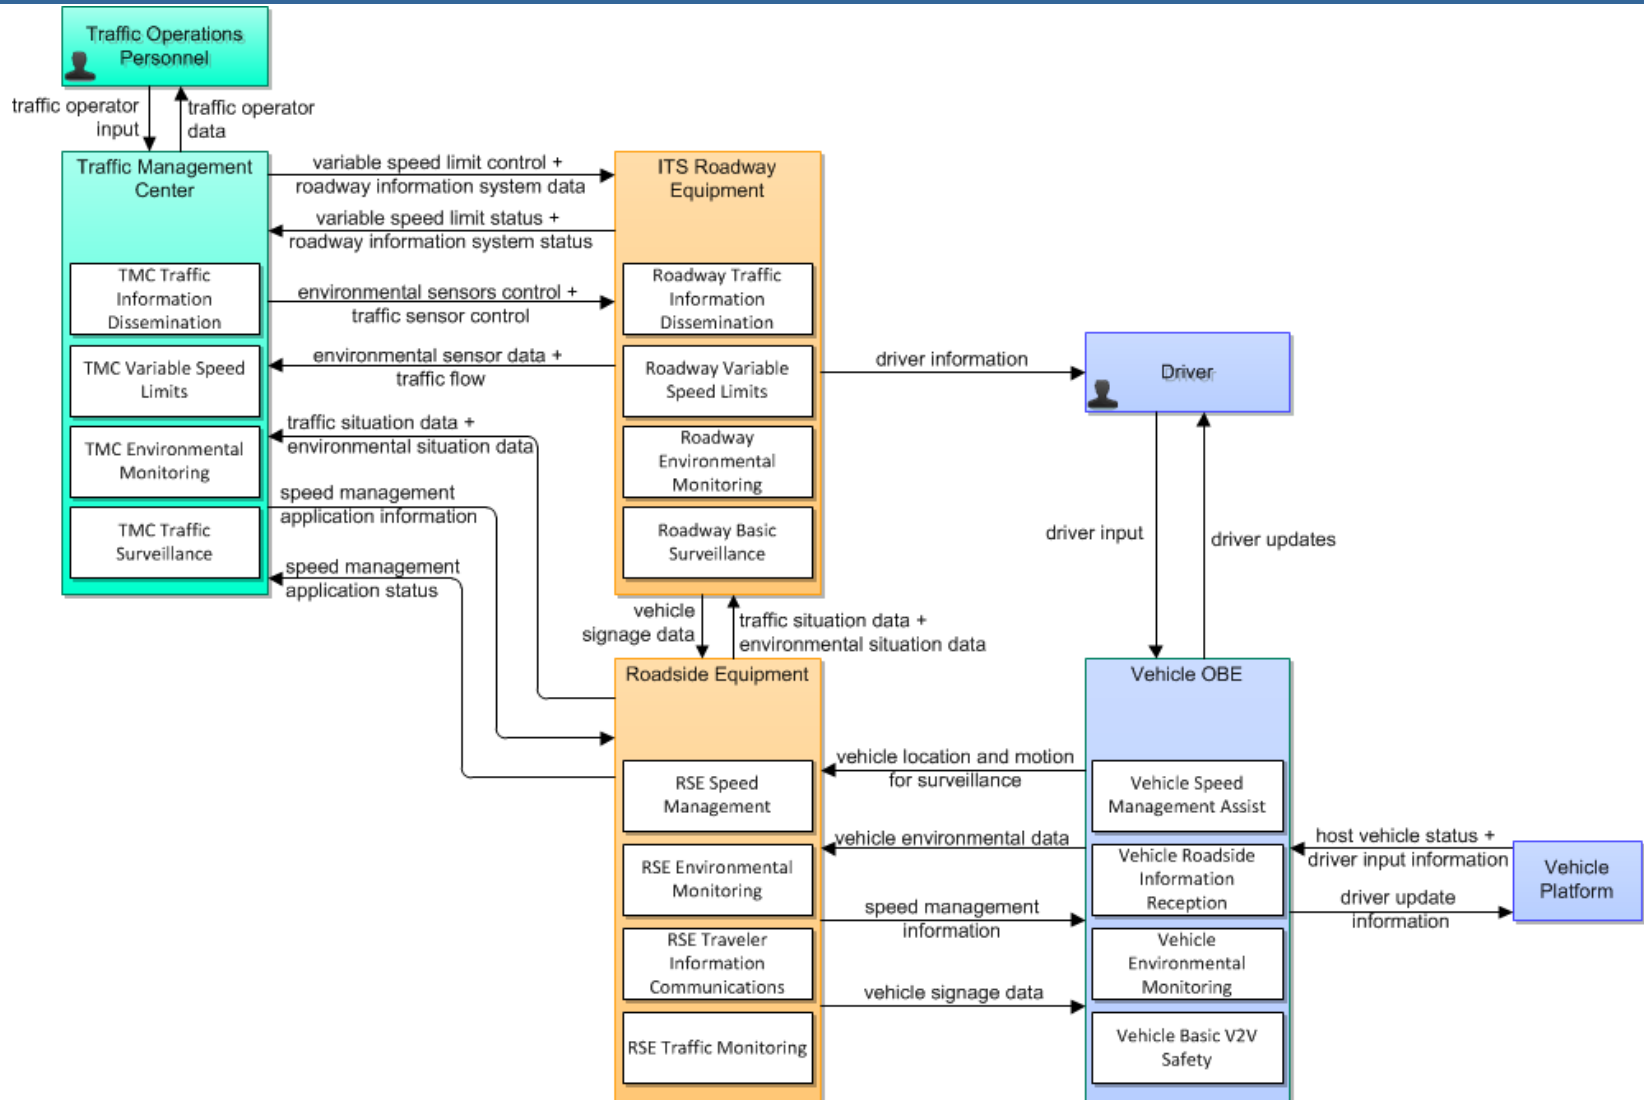 Traffic Operations
Personnel
traffic operator
input
traffic operator
data
Traffic Management
Center
variable speed limit control +
roadway information system data
ITS Roadway
Equipment
variable speed limit status +
roadway information system status
TMC Traffic
Information
Dissemination
environmental sensors control +
traffic sensor control
Roadway Traffic
Information
Dissemination
TMC Variable Speed
Limits
environmental sensor data +
traffic flow
Roadway Variable
Speed Limits
driver information
Driver
TMC Environmental
Monitoring
traffic situation data +
environmental situation data
Roadway
Environmental
Monitoring
speed management
application information
TMC Traffic
Surveillance
Roadway Basic
Surveillance
driver input
driver updates
speed management
application status
vehicle
signage data
traffic situation data +
environmental situation data
Roadside Equipment
Vehicle OBE
RSE Speed
Management
vehicle location and motion
for surveillance
Vehicle Speed
Management Assist
RSE Environmental
Monitoring
vehicle environmental data
Vehicle Roadside
Information
Reception
host vehicle status +
driver input information
Vehicle
Platform
speed management
information
driver update
information
RSE Traveler
Information
Communications
Vehicle
Environmental
Monitoring
vehicle signage data
RSE Traffic Monitoring
Vehicle Basic V2V
Safety